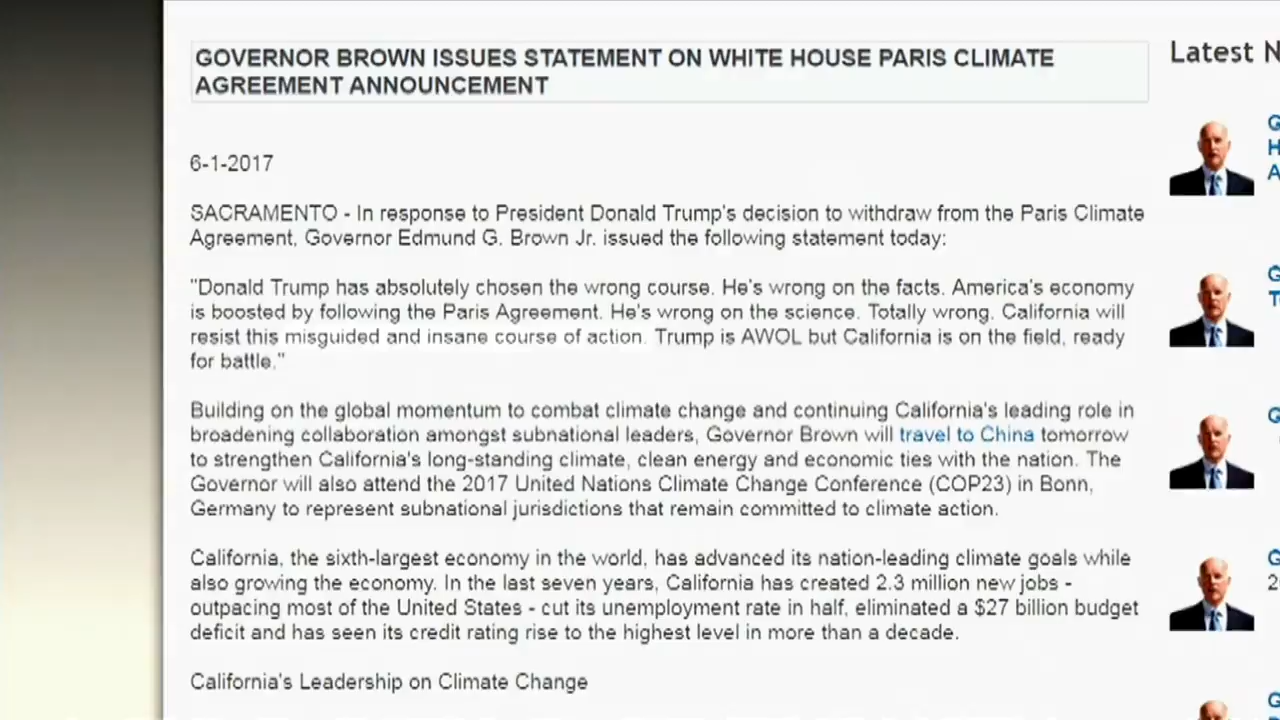 GOVERNOR BROWN ISSUES STATEMENT ON WHITE HOUSE PARIS CLIMATE
AGREEMENT ANNOUNCEMENT
6-1-2017
SACRAMENTO - In response to President Donald Trump's decision to withdraw from the Paris Climate
Agreement, Governor Edmund G. Brown Jr. issued the following statement today:
"Donald Trump has absolutely chosen the wrong course. He's wrong on the facts. America's economy
is boosted by following the Paris Agreement. He's wrong on the science. Totally wrong. California will
resist this misguided and insane course of action. Trump is AWOL but California is on the field, ready
for battle."
Building on the global momentum to combat climate change and continuing California's leading role in
broadening collaboration amongst subnational leaders, Governor Brown will travel to China tomorrow
to strengthen California's long-standing climate, clean energy and economic ties with the nation. The
Governor will also attend the 2017 United Nations Climate Change Conference (COP23) in Bonn,
Germany to represent subnational jurisdictions that remain committed to climate action.
California, the sixth-largest economy in the world, has advanced its nation-leading climate goals while
also growing the economy. In the last seven years, California has created 2.3 million new jobs -
outpacing most of the United States - cut its unemployment rate in half, eliminated a $27 billion budget
deficit and has seen its credit rating rise to the highest level in more than a decade.
California's Leadership on Climate Change
Latest N